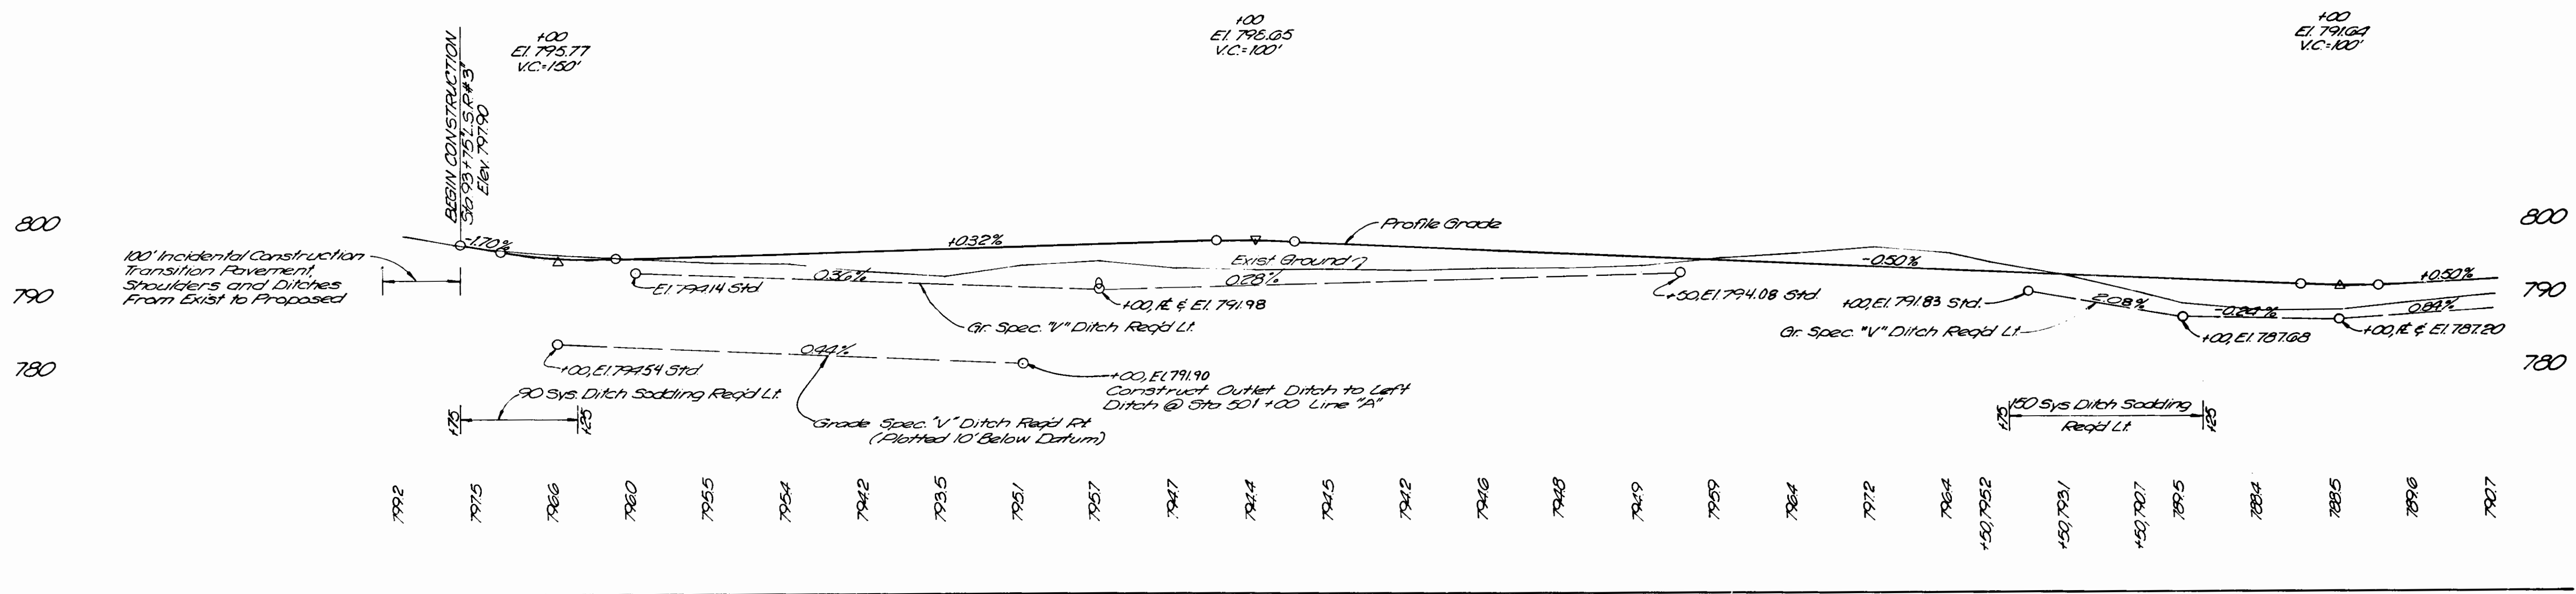 +00
El. 795.77
V.C.=150'
+00
El. 798.65
V.C.=100'
+00
El. 791.64
V.C.=100'
BEGIN CONSTRUCTION
Sta 93+75 "L.S.R.#3"
Elev. 797.90
800
800
790
790
780
780
100' Incidental Construction
Transition Pavement,
Shoulders and Ditches
From Exist to Proposed
-1.70%
+0.32%
Profile Grade
Exist Ground
-0.50%
+0.50%
0.36%
0.28%
El. 794.14 Std
+00, ₧ & El. 791.98
+50, El. 794.08 Std.
Gr. Spec. "V" Ditch Req'd Lt.
+00, El. 791.83 Std.
2.08%
-0.24%
0.84%
Gr. Spec. "V" Ditch Req'd Lt.
+00, El. 787.68
+00, ₧ & El. 787.20
0.44%
+00, El. 794.54 Std
+00, El 791.90
Construct Outlet Ditch to Left
Ditch @ Sta 501+00 Line "A"
90 Sys. Ditch Sodding Req'd Lt.
+75
+25
Grade Spec. "V" Ditch Req'd Rt
(Plotted 10' Below Datum)
150 Sys Ditch Sodding
Req'd Lt.
+75
+25
799.2
797.5
796.6
796.0
795.5
795.4
794.2
793.5
795.1
795.7
794.7
794.4
794.5
794.2
794.6
794.8
794.9
795.9
796.4
797.2
796.4
+50, 795.2
+50, 793.1
+50, 790.7
789.5
788.4
788.5
789.6
790.7